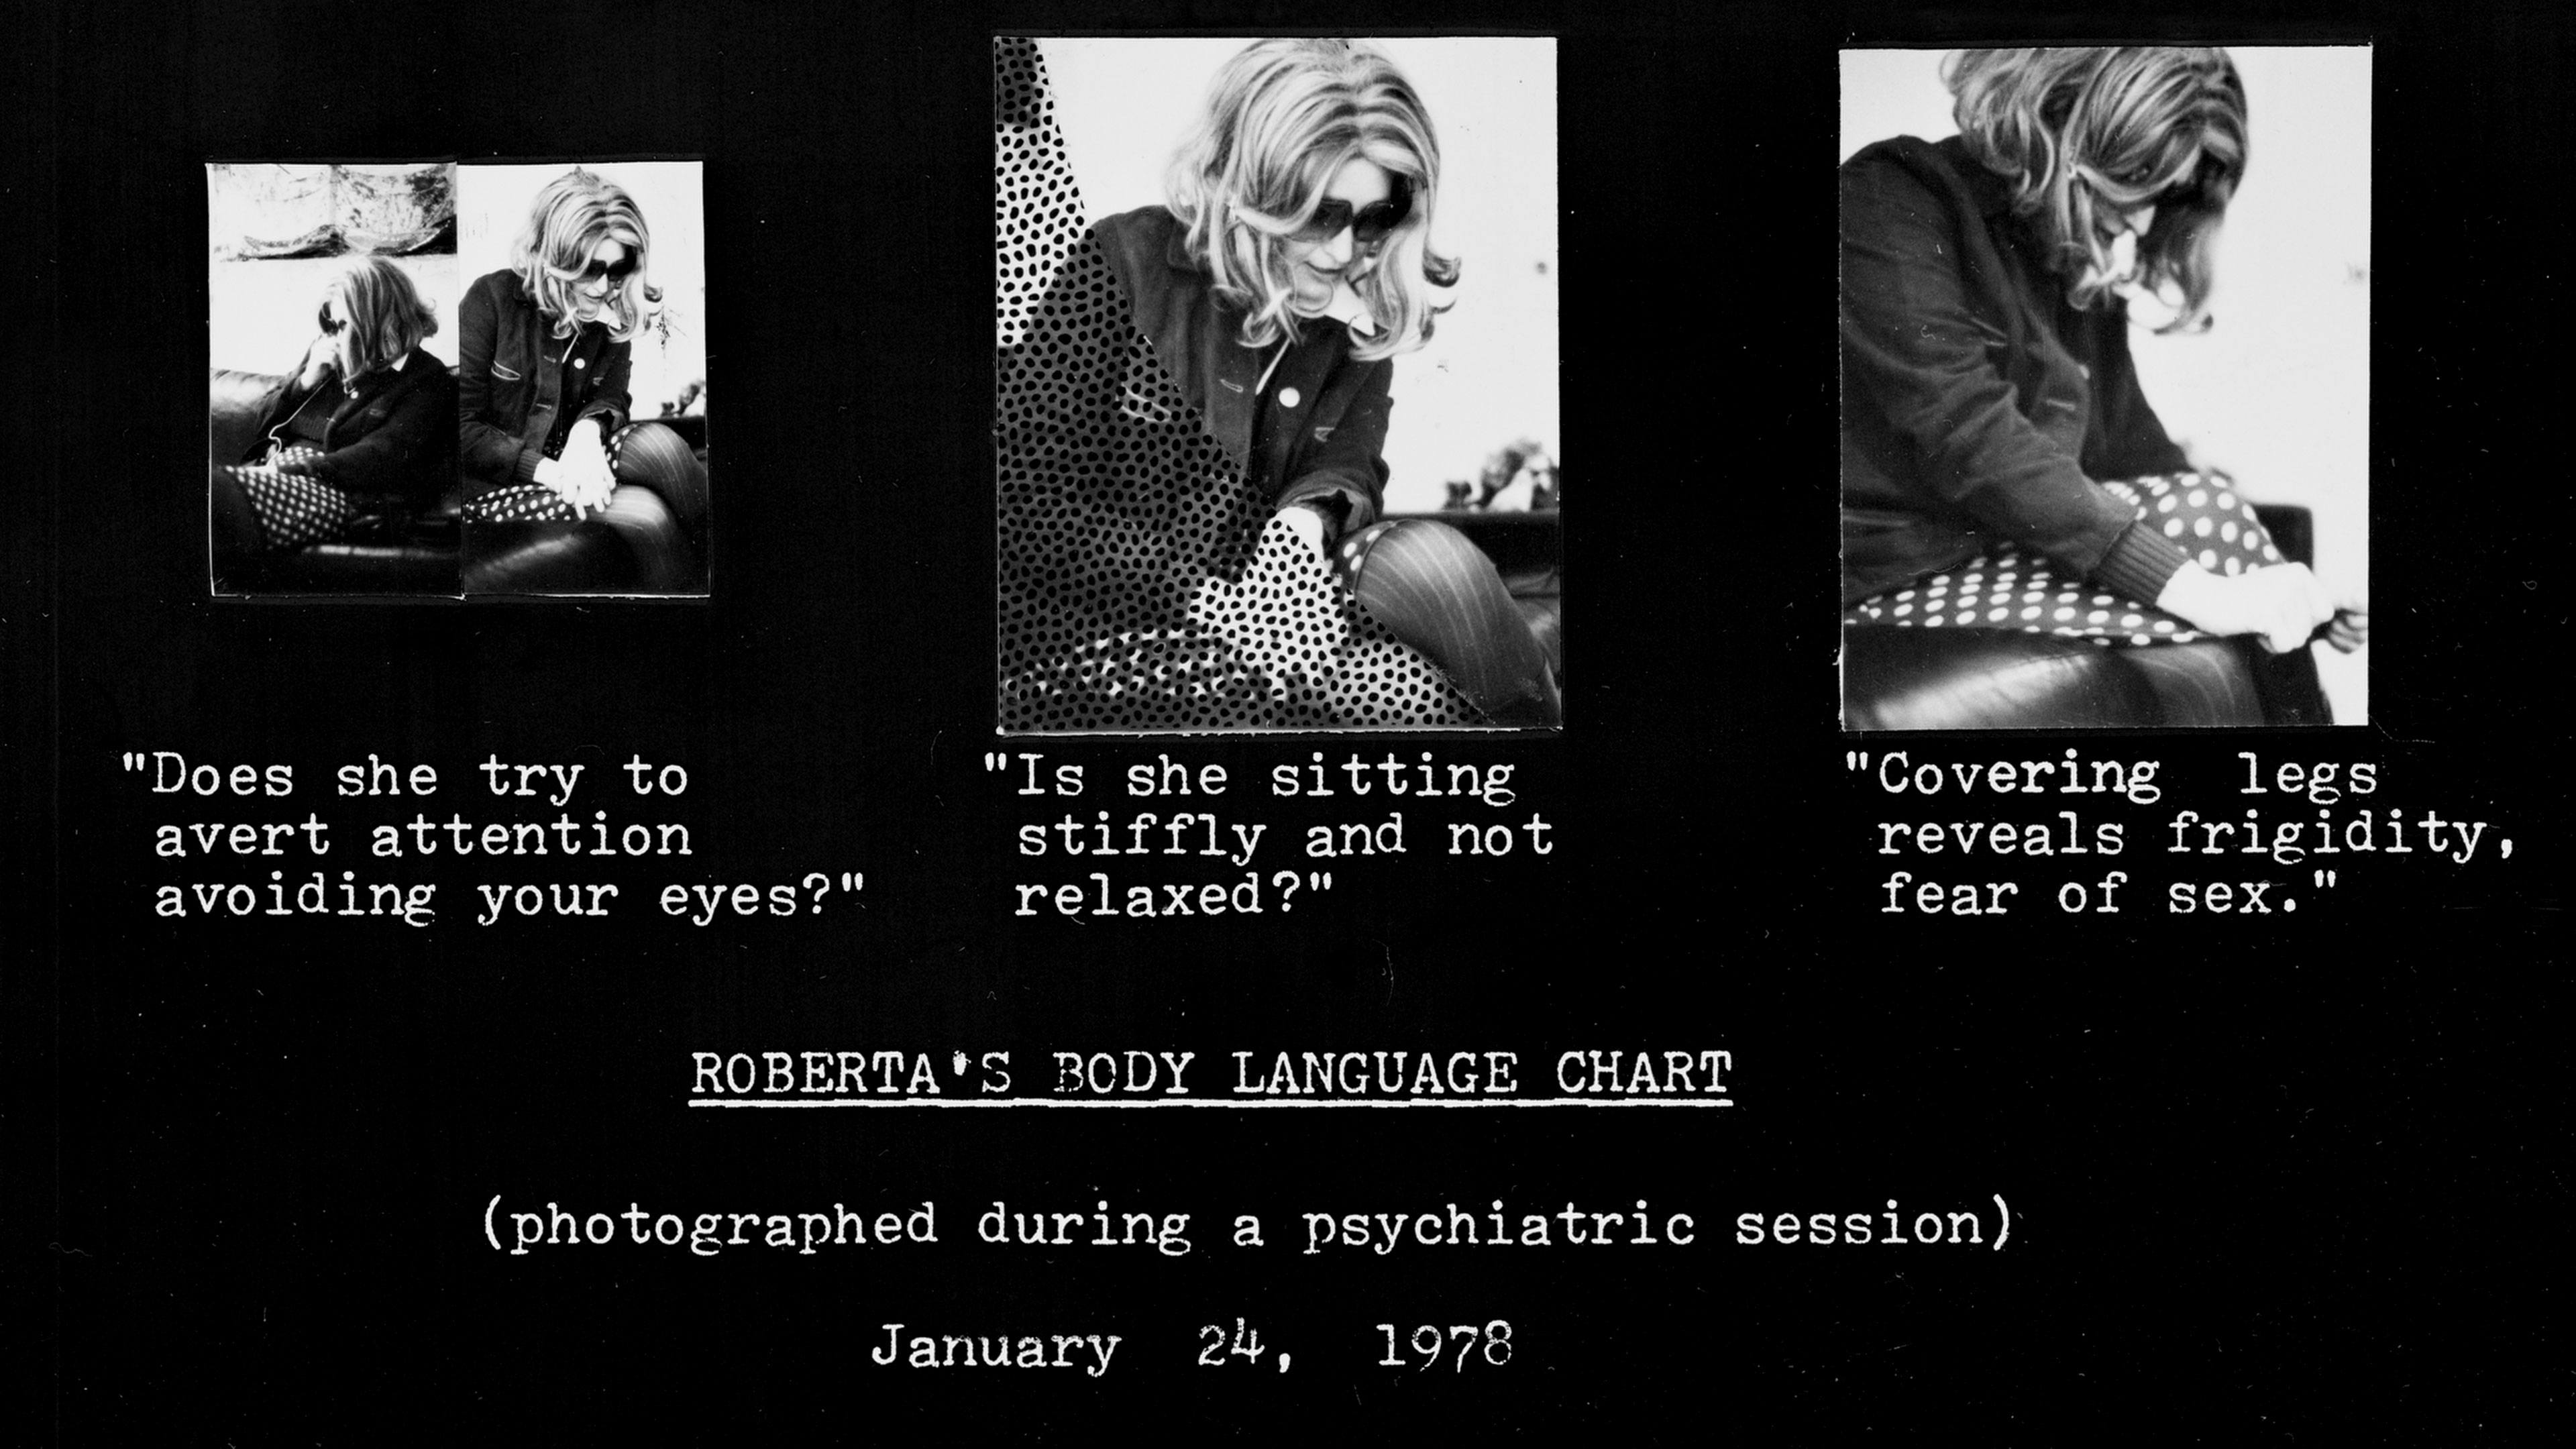 "Does she try to
avert attention
avoiding your eyes?"
"Is she sitting
stiffly and not
relaxed?"
"Covering legs
reveals frigidity,
fear of sex."
ROBERTA'S BODY LANGUAGE CHART
(photographed during a psychiatric session)
January 24, 1978